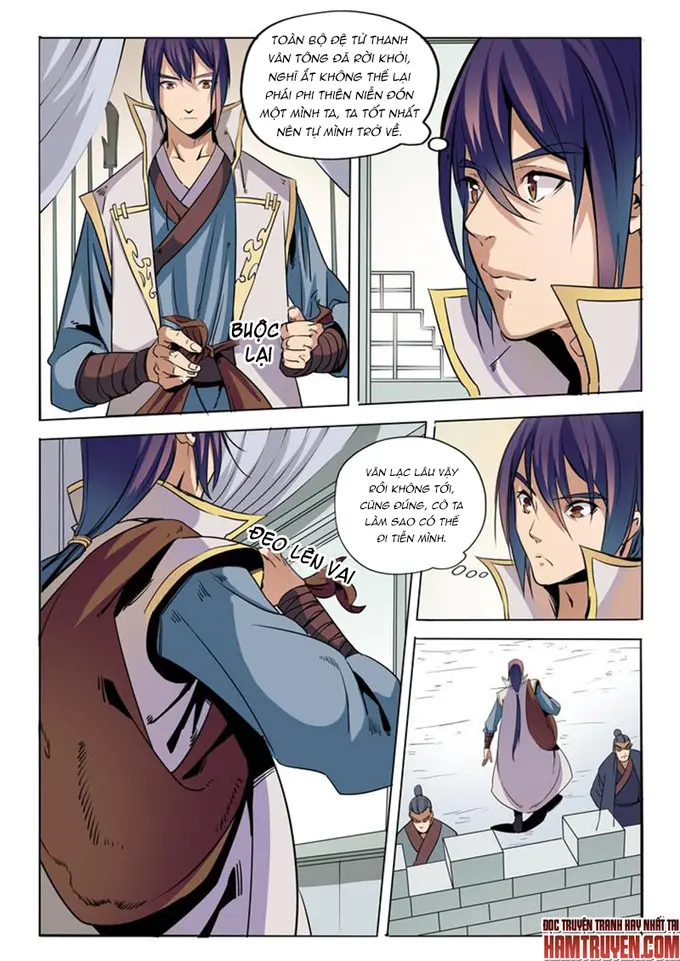 TOÀN BỘ ĐỆ TỬ THANH
VÂN TÔNG ĐÃ RỜI KHỎI,
NGHĨ ẮT KHÔNG THỂ LẠI
PHÁI PHI THIÊN NIỄN ĐÓN
MỘT MÌNH TA, TA TỐT NHẤT
NÊN TỰ MÌNH TRỞ VỀ.
BUỘC
LẠI
VÂN LẠC LÂU VẬY
RỒI KHÔNG TỚI,
CŨNG ĐÚNG, CÔ TA
LÀM SAO CÓ THỂ
ĐI TIỄN MÌNH.
ĐEO LÊN VAI
ĐỌC TRUYỆN TRANH HAY NHẤT TẠI
HAMTRUYEN.COM